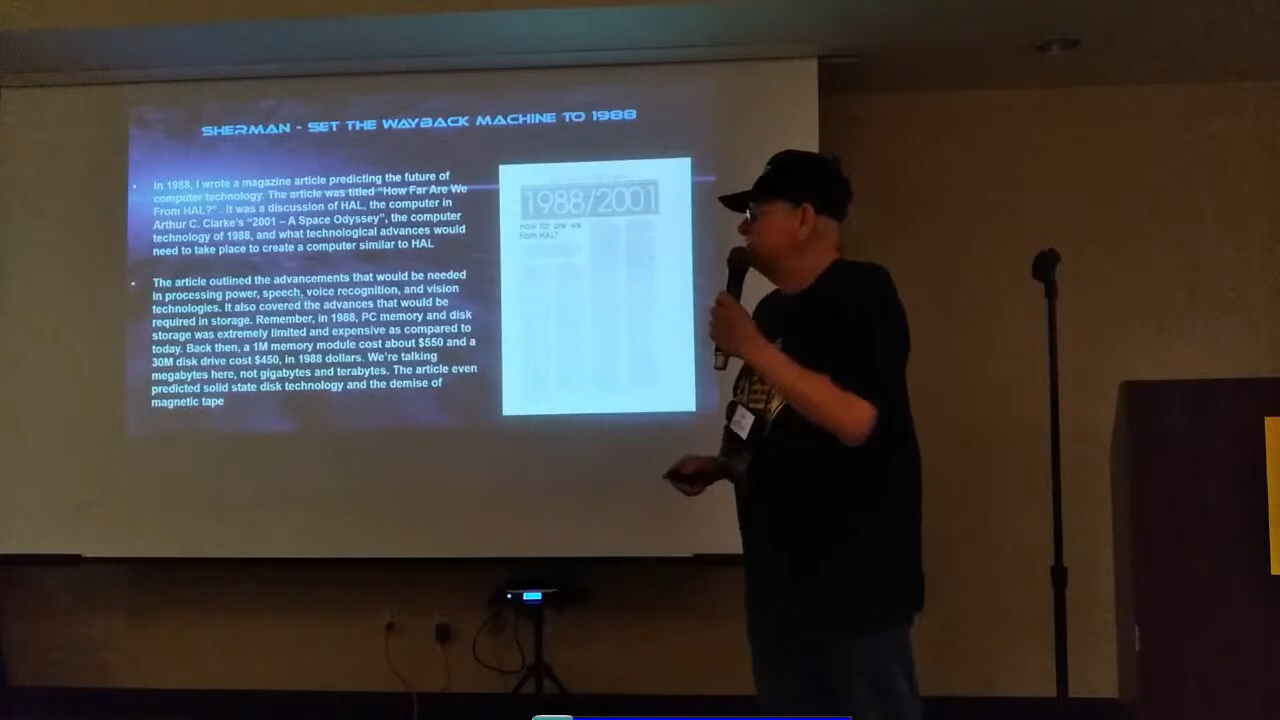 SHERMAN - SET THE WAYBACK MACHINE TO 1988
In 1988, I wrote a magazine article predicting the future of
computer technology. The article was titled "How Far Are We
From HAL?" . It was a discussion of HAL, the computer in
Arthur C. Clarke's "2001 – A Space Odyssey", the computer
technology of 1988, and what technological advances would
need to take place to create a computer similar to HAL
The article outlined the advancements that would be needed
in processing power, speech, voice recognition, and vision
technologies. It also covered the advances that would be
required in storage. Remember, in 1988, PC memory and disk
storage was extremely limited and expensive as compared to
today. Back then, a 1M memory module cost about $550 and a
30M disk drive cost $450, in 1988 dollars. We're talking
megabytes here, not gigabytes and terabytes. The article even
predicted solid state disk technology and the demise of
magnetic tape
1988/2001
How far are we
from HAL?